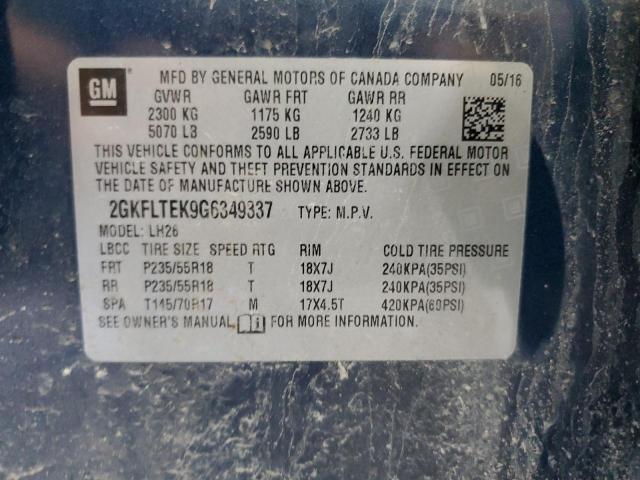 GM MFD BY GENERAL MOTORS OF CANADA COMPANY 05/16
GVWR GAWR FRT GAWR RR
2300 KG 1175 KG 1240 KG
5070 LB 2590 LB 2733 LB
THIS VEHICLE CONFORMS TO ALL APPLICABLE U.S. FEDERAL MOTOR
VEHICLE SAFETY AND THEFT PREVENTION STANDARDS IN EFFECT ON
THE DATE OF MANUFACTURE SHOWN ABOVE.
2GKFLTEK9G6349337 TYPE: M.P.V.
MODEL: LH26
LBCC TIRE SIZE SPEED RTG RIM COLD TIRE PRESSURE
FRT P235/55R18 T 18X7J 240KPA(35PSI)
RR P235/55R18 T 18X7J 240KPA(35PSI)
SPA T145/70R17 M 17X4.5T 420KPA(60PSI)
SEE OWNER'S MANUAL FOR MORE INFORMATION.